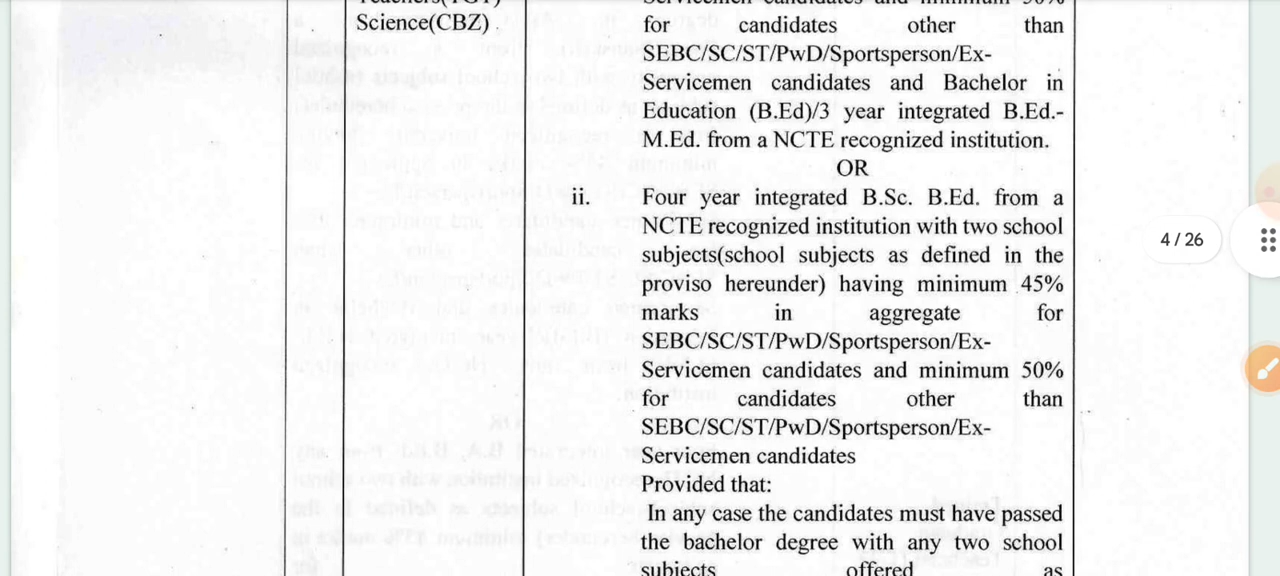 Science(CBZ)
for candidates other than
SEBC/SC/ST/PwD/Sportsperson/Ex-
Servicemen candidates and Bachelor in
Education (B.Ed)/3 year integrated B.Ed.-
M.Ed. from a NCTE recognized institution.
OR
ii. Four year integrated B.Sc. B.Ed. from a
NCTE recognized institution with two school
subjects(school subjects as defined in the
proviso hereunder) having minimum 45%
marks in aggregate for
SEBC/SC/ST/PwD/Sportsperson/Ex-
Servicemen candidates and minimum 50%
for candidates other than
SEBC/SC/ST/PwD/Sportsperson/Ex-
Servicemen candidates
Provided that:
In any case the candidates must have passed
the bachelor degree with any two school
subjects offered as
4 / 26